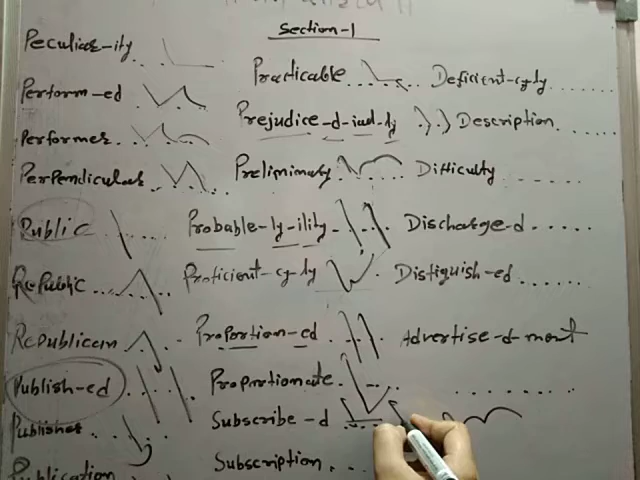 Section-1
Peculiar-ity
Perform-ed
Performer
Perpendicular
Public
Republic
Republican
Publish-ed
Publisher
Publication
Practicable
Prejudice-d-ial-ly
Preliminary
Probable-ly-ility
Proficient-cy-ly
Proportion-ed
Proportionate
Subscribe-d
Subscription
Deficient-cy-ly
Description
Difficulty
Discharge-d
Distiguish-ed
Advertise-d-ment